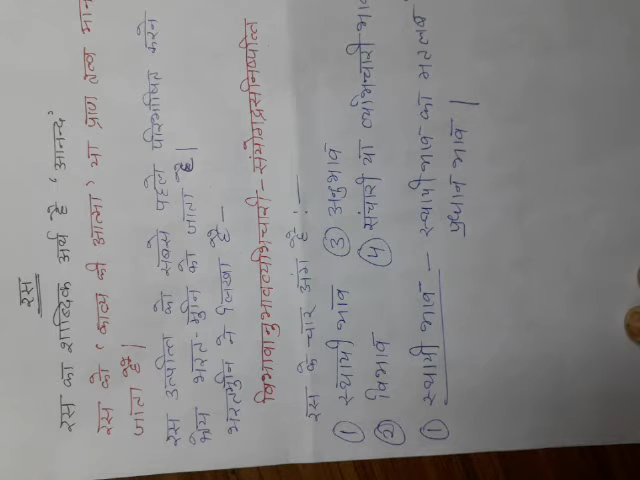 रस
रस का शाब्दिक अर्थ है 'आनन्द'
रस को 'काव्य की आत्मा' या प्राण तत्व मान
जाता है|
रस उत्पत्ति को सबसे पहले परिभाषित करने
श्रेय भरत-मुनि को जाता है|
भरतमुनि ने लिखा है—
विभावानुभावव्यभिचारी-संयोगाद्रसनिष्पत्ति
रस के चार अंग है :—
① स्थायी भाव ③ अनुभाव
② विभाव ④ संचारी या व्यभिचारी भाव
① स्थायी भाव — स्थायी भाव का मतलब
प्रधान भाव|